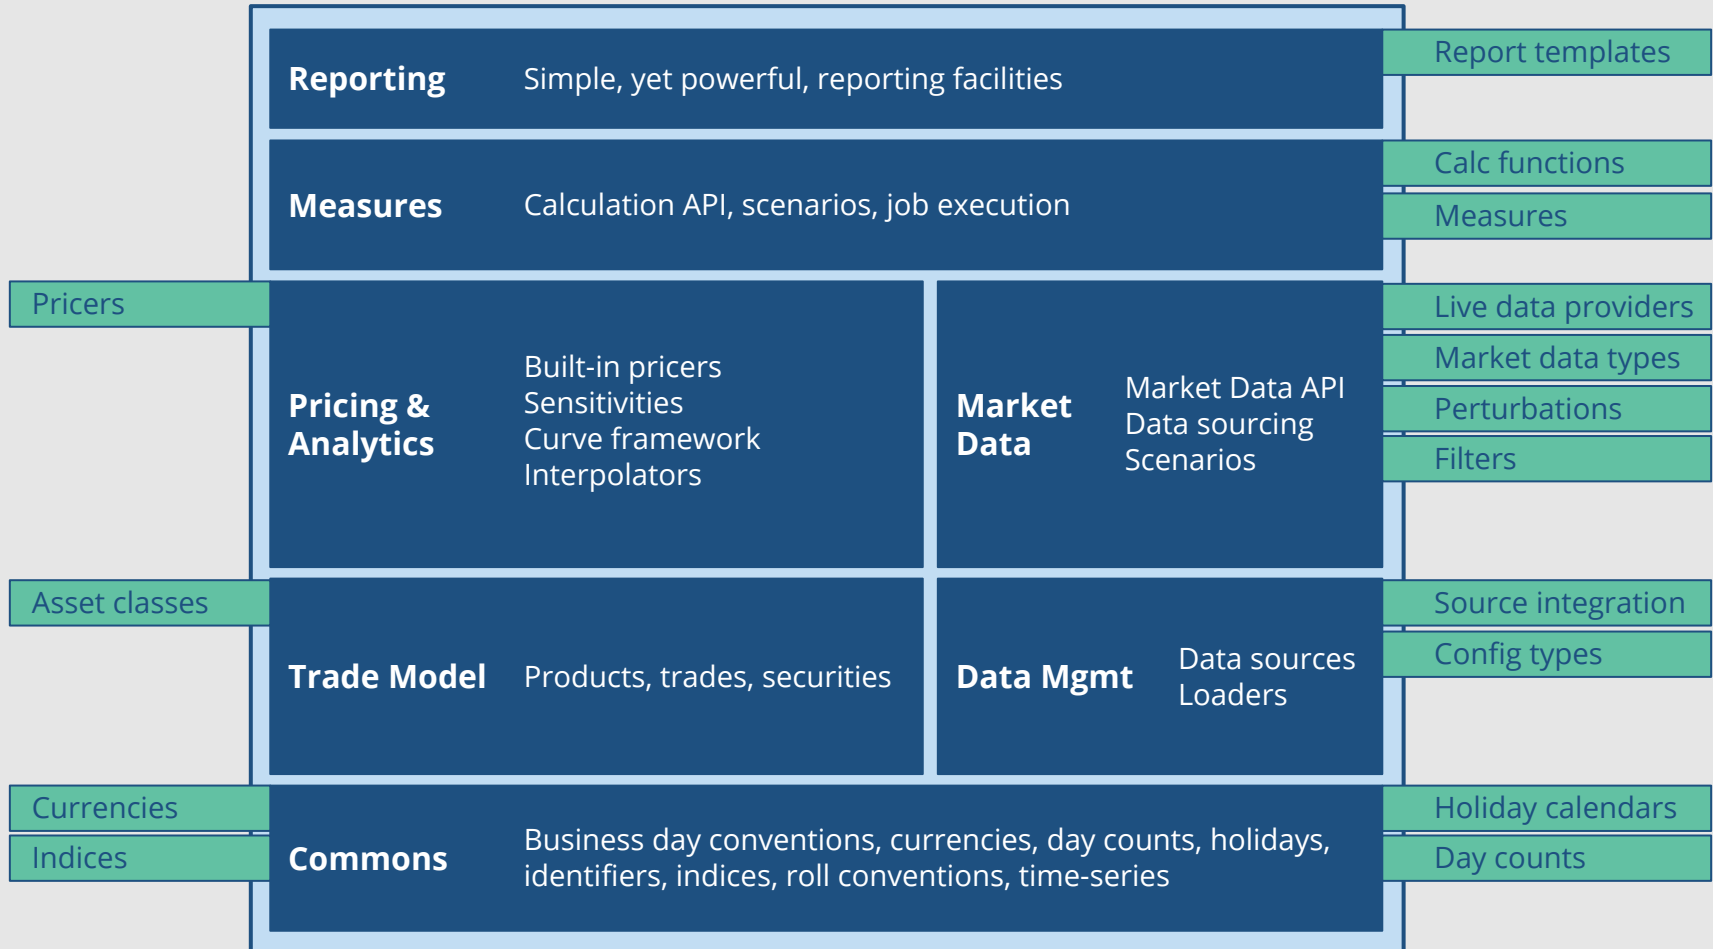 Reporting
Simple, yet powerful, reporting facilities
Report templates
Measures
Calculation API, scenarios, job execution
Calc functions
Measures
Pricers
Pricing &
Analytics
Built-in pricers
Sensitivities
Curve framework
Interpolators
Market
Data
Market Data API
Data sourcing
Scenarios
Live data providers
Market data types
Perturbations
Filters
Asset classes
Trade Model
Products, trades, securities
Data Mgmt
Data sources
Loaders
Source integration
Config types
Currencies
Indices
Commons
Business day conventions, currencies, day counts, holidays,
identifiers, indices, roll conventions, time-series
Holiday calendars
Day counts